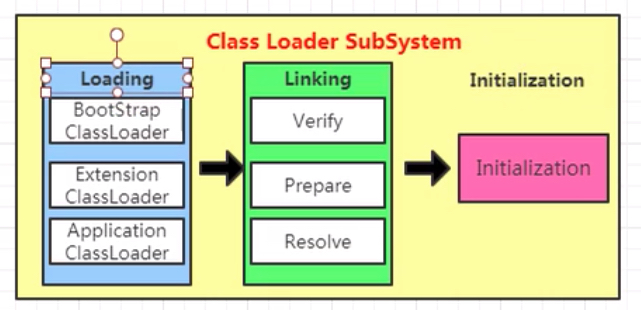 Class Loader SubSystem
Loading
BootStrap
ClassLoader
Extension
ClassLoader
Application
ClassLoader
Linking
Verify
Prepare
Resolve
Initialization
Initialization